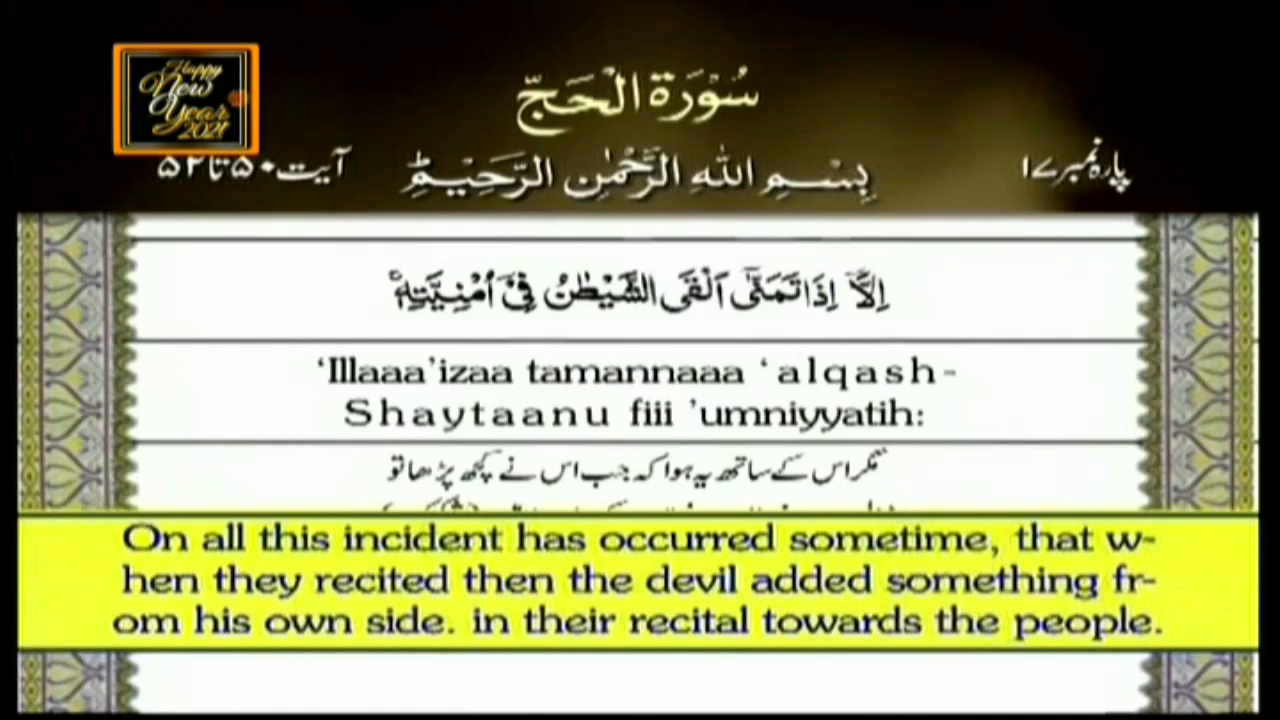 Happy
New
Year
2021
سُوْرَةُ الْحَجّ
پارہ نمبر ۱۷
بِسْمِ اللهِ الرَّحْمٰنِ الرَّحِيْمِ
آیت ۵۰ تا ۵۲
اِلَّاۤ اِذَا تَمَنّٰۤى اَلْقَى الشَّيْطٰنُ فِيْۤ اُمْنِيَّتِهٖۚ
‘Illaaa’izaa tamannaaa ‘alqash-
Shaytaanu fiii ’umniyyatih:
مگر اس کے ساتھ یہ ہوا کہ جب اس نے کچھ پڑھا تو
On all this incident has occurred sometime, that w-
hen they recited then the devil added something fr-
om his own side. in their recital towards the people.